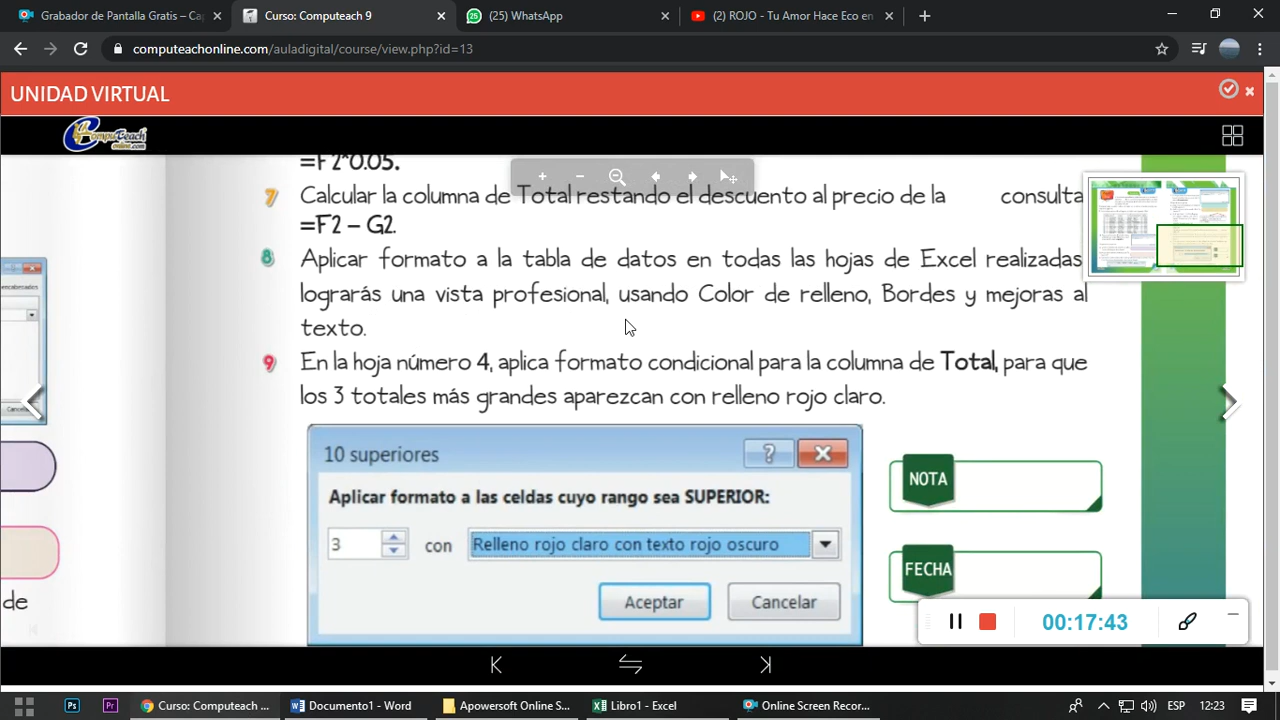 Grabador de Pantalla Gratis – Cap
Curso: Computeach 9
(25) WhatsApp
(2) ROJO - Tu Amor Hace Eco en
computeachonline.com/auladigital/course/view.php?id=13
UNIDAD VIRTUAL
CompuTeach
online.com
=F2*0.05.
7 Calcular la columna de Total restando el descuento al precio de la consulta
=F2 – G2.
8 Aplicar formato a la tabla de datos en todas las hojas de Excel realizadas,
lograrás una vista profesional, usando Color de relleno, Bordes y mejoras al
texto.
9 En la hoja número 4, aplica formato condicional para la columna de Total, para que
los 3 totales más grandes aparezcan con relleno rojo claro.
10 superiores
Aplicar formato a las celdas cuyo rango sea SUPERIOR:
3 con Relleno rojo claro con texto rojo oscuro
Aceptar Cancelar
NOTA
FECHA
de
00:17:43
Curso: Computeach ...
Documento1 - Word
Apowersoft Online S...
Libro1 - Excel
Online Screen Recor...
ESP
12:23